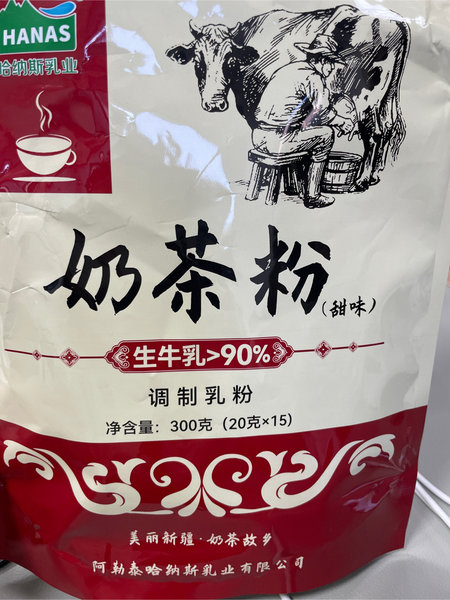 HANAS
哈纳斯乳业
奶茶粉
(甜味)
生牛乳>90%
调制乳粉
净含量：300克（20克×15）
美丽新疆·奶茶故乡
阿勒泰哈纳斯乳业有限公司